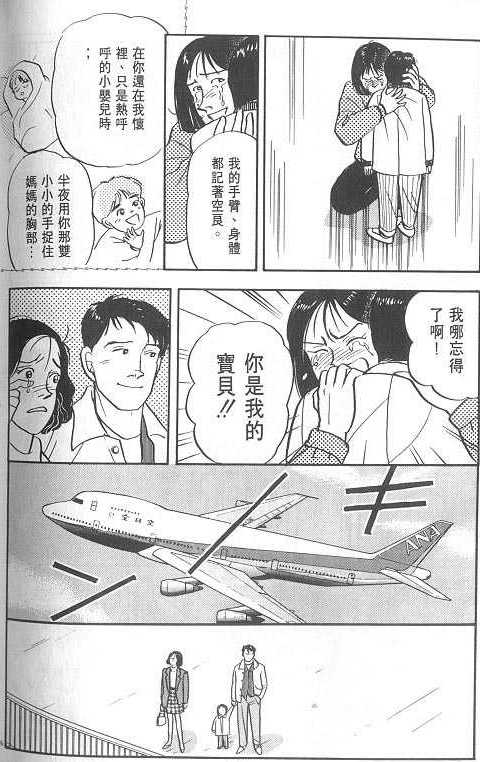 我的手臂、身體
都記著空良。
在你還在我懷
裡、只是熱呼
呼的小嬰兒時
；
半夜用你那雙
小小的手捉住
媽媽的胸部…
我哪忘得
了啊！
你是我的
寶貝!!
ANA